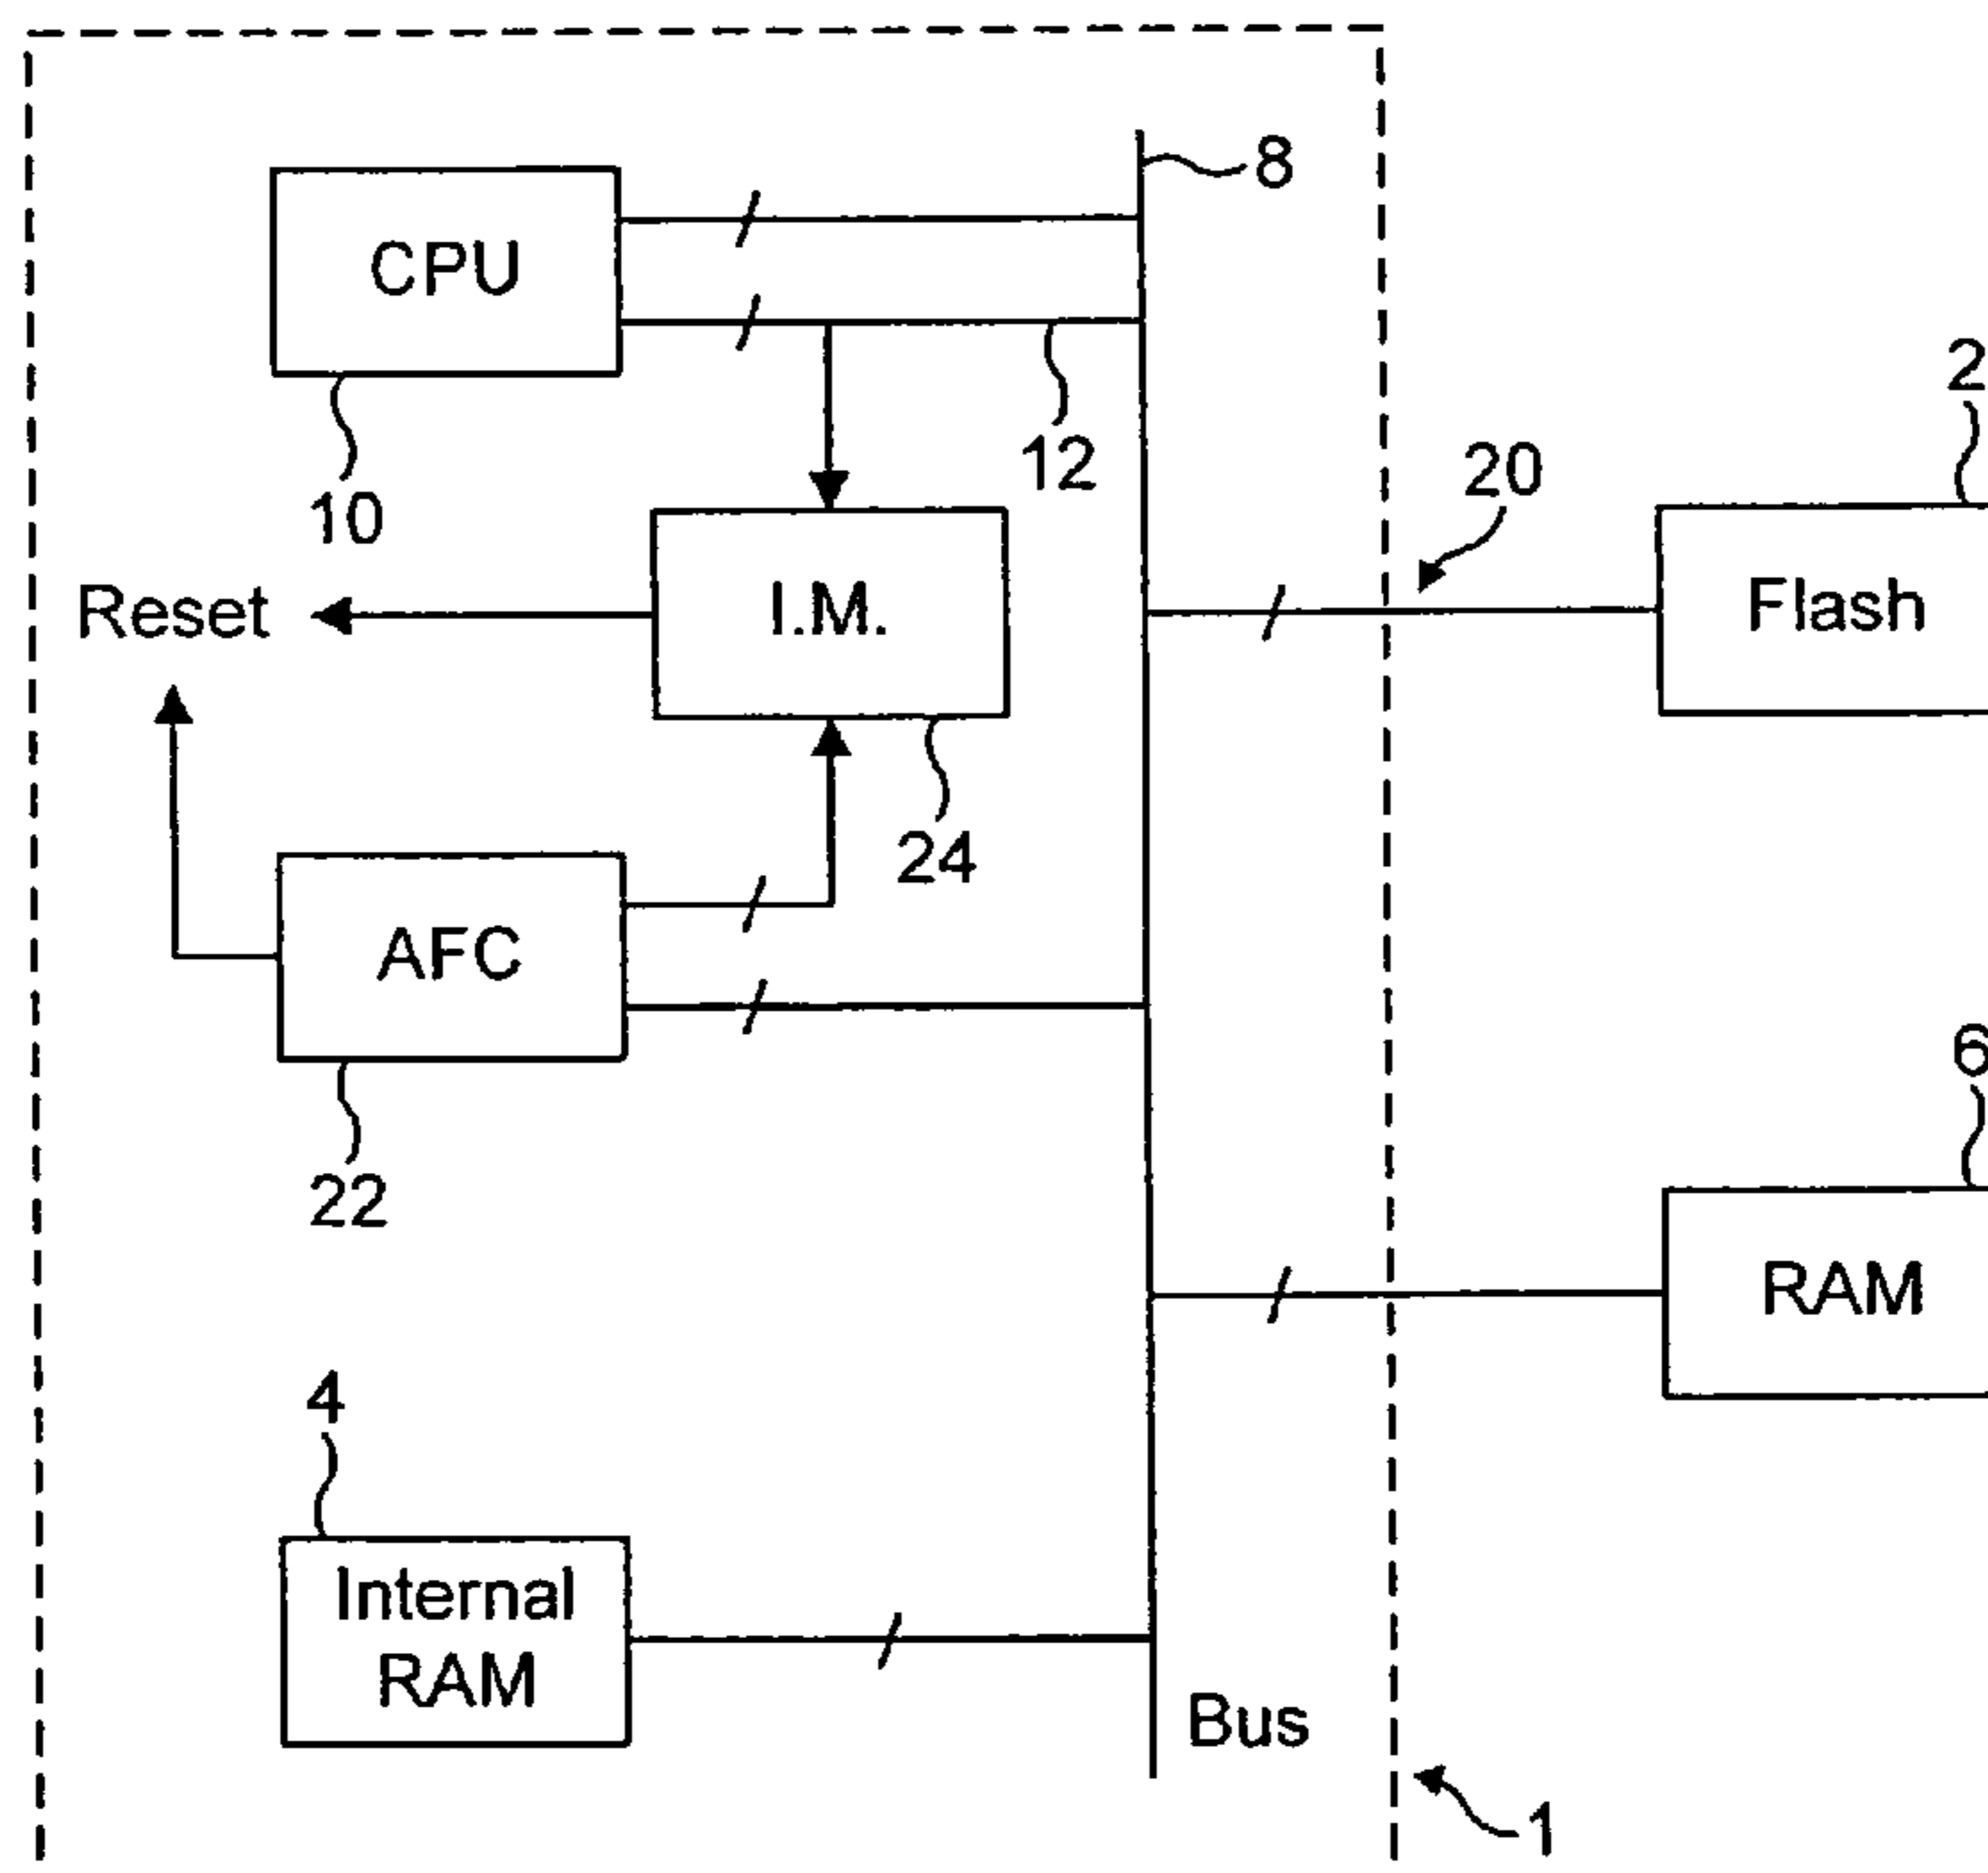 8
CPU
2
12
20
10
Reset
I.M.
Flash
24
AFC
6
22
RAM
4
Internal
RAM
Bus
1